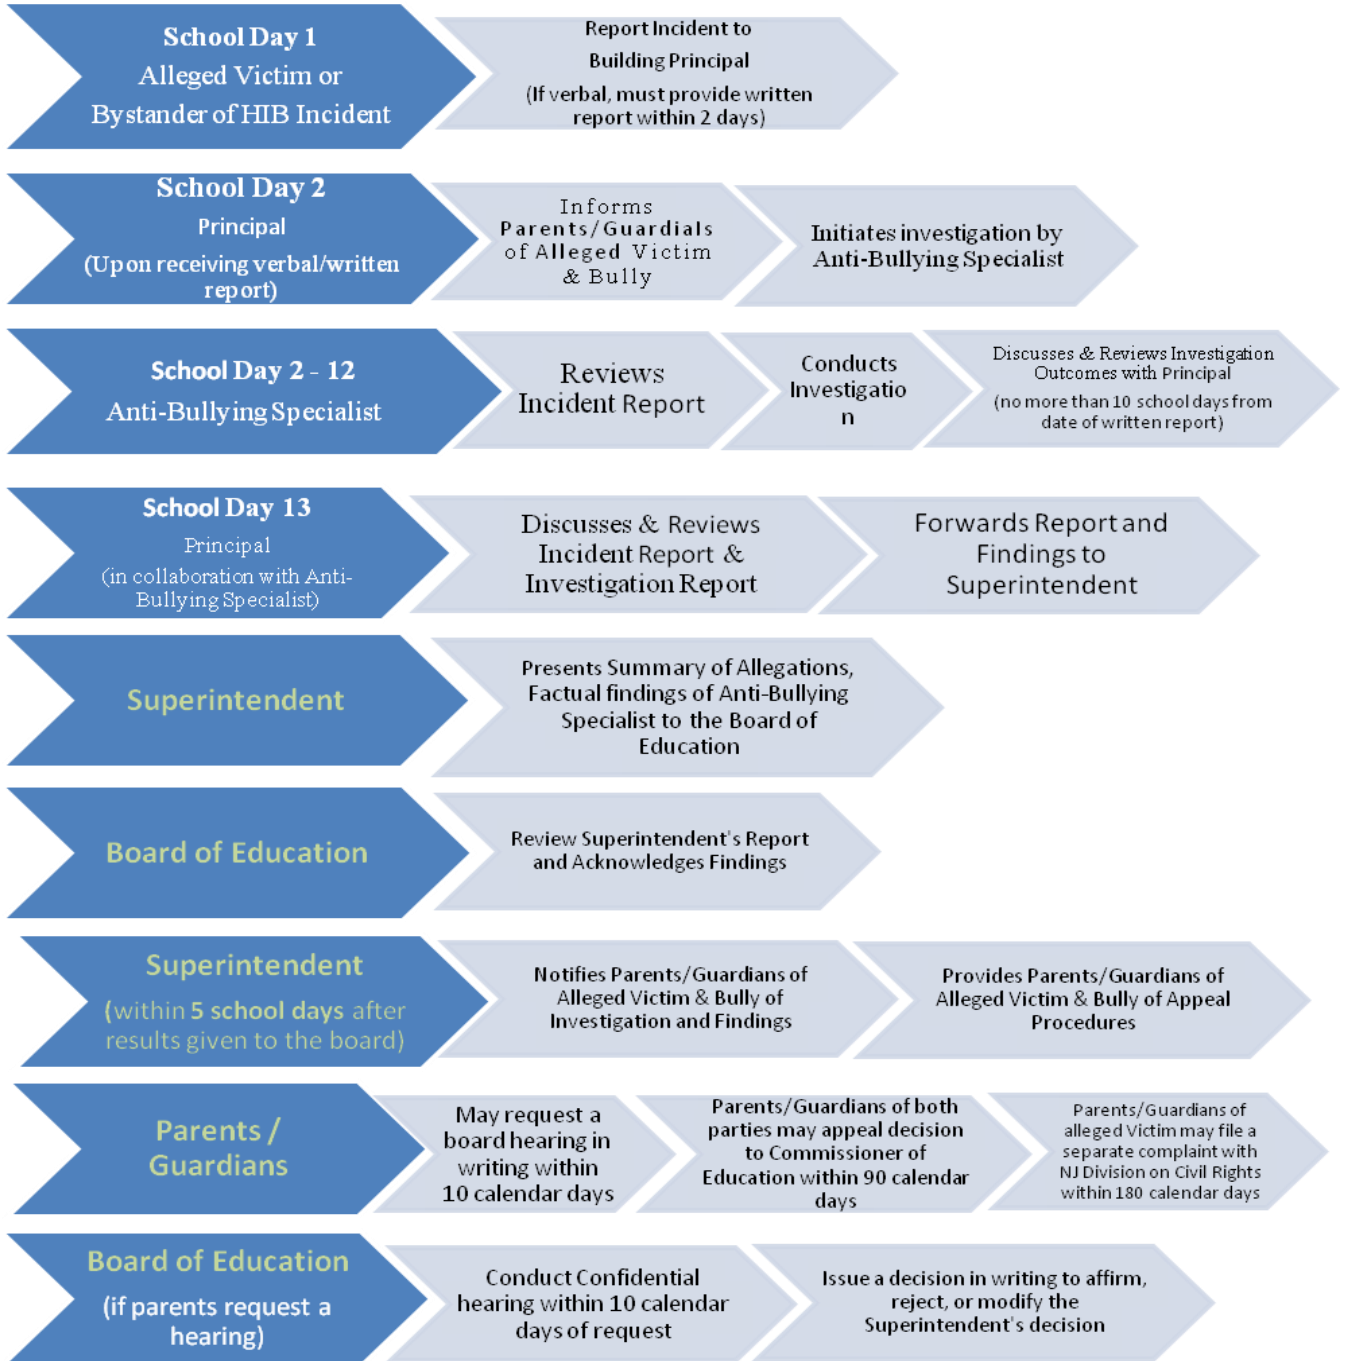 School Day 1
Alleged Victim or
Bystander of HIB Incident
Report Incident to
Building Principal
(If verbal, must provide written
report within 2 days)
School Day 2
Principal
(Upon receiving verbal/written
report)
Informs
Parents/Guardials
of Alleged Victim
& Bully
Initiates investigation by
Anti-Bullying Specialist
School Day 2 - 12
Anti-Bullying Specialist
Reviews
Incident Report
Conducts
Investigatio
n
Discusses & Reviews Investigation
Outcomes with Principal
(no more than 10 school days from
date of written report)
School Day 13
Principal
(in collaboration with Anti-
Bullying Specialist)
Discusses & Reviews
Incident Report &
Investigation Report
Forwards Report and
Findings to
Superintendent
Superintendent
Presents Summary of Allegations,
Factual findings of Anti-Bullying
Specialist to the Board of
Education
Board of Education
Review Superintendent's Report
and Acknowledges Findings
Superintendent
(within 5 school days after
results given to the board)
Notifies Parents/Guardians of
Alleged Victim & Bully of
Investigation and Findings
Provides Parents/Guardians of
Alleged Victim & Bully of Appeal
Procedures
Parents /
Guardians
May request a
board hearing in
writing within
10 calendar days
Parents/Guardians of both
parties may appeal decision
to Commissioner of
Education within 90 calendar
days
Parents/Guardians of
alleged Victim may file a
separate complaint with
NJ Division on Civil Rights
within 180 calendar days
Board of Education
(if parents request a
hearing)
Conduct Confidential
hearing within 10 calendar
days of request
Issue a decision in writing to affirm,
reject, or modify the
Superintendent's decision